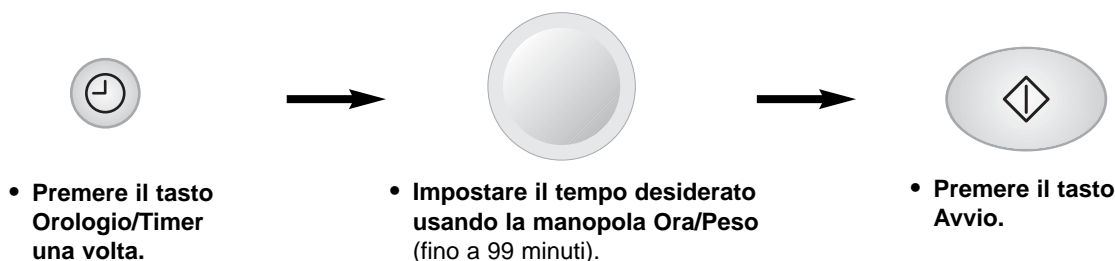 • Premere il tasto
Orologio/Timer
una volta.
• Impostare il tempo desiderato
usando la manopola Ora/Peso
(fino a 99 minuti).
• Premere il tasto
Avvio.